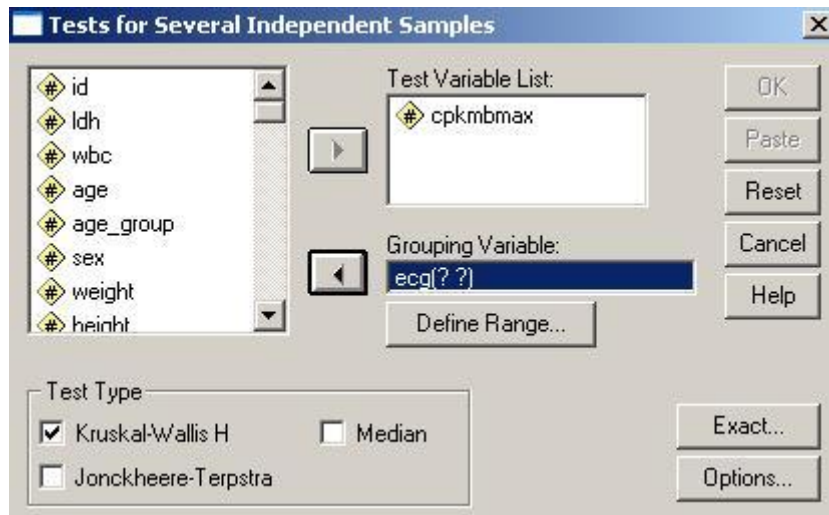 Tests for Several Independent Samples
id
ldh
wbc
age
age_group
sex
weight
height
Test Variable List:
cpkmbmax
Grouping Variable:
ecg(? ?)
Define Range...
OK
Paste
Reset
Cancel
Help
Test Type
Kruskal-Wallis H
Median
Jonckheere-Terpstra
Exact...
Options...